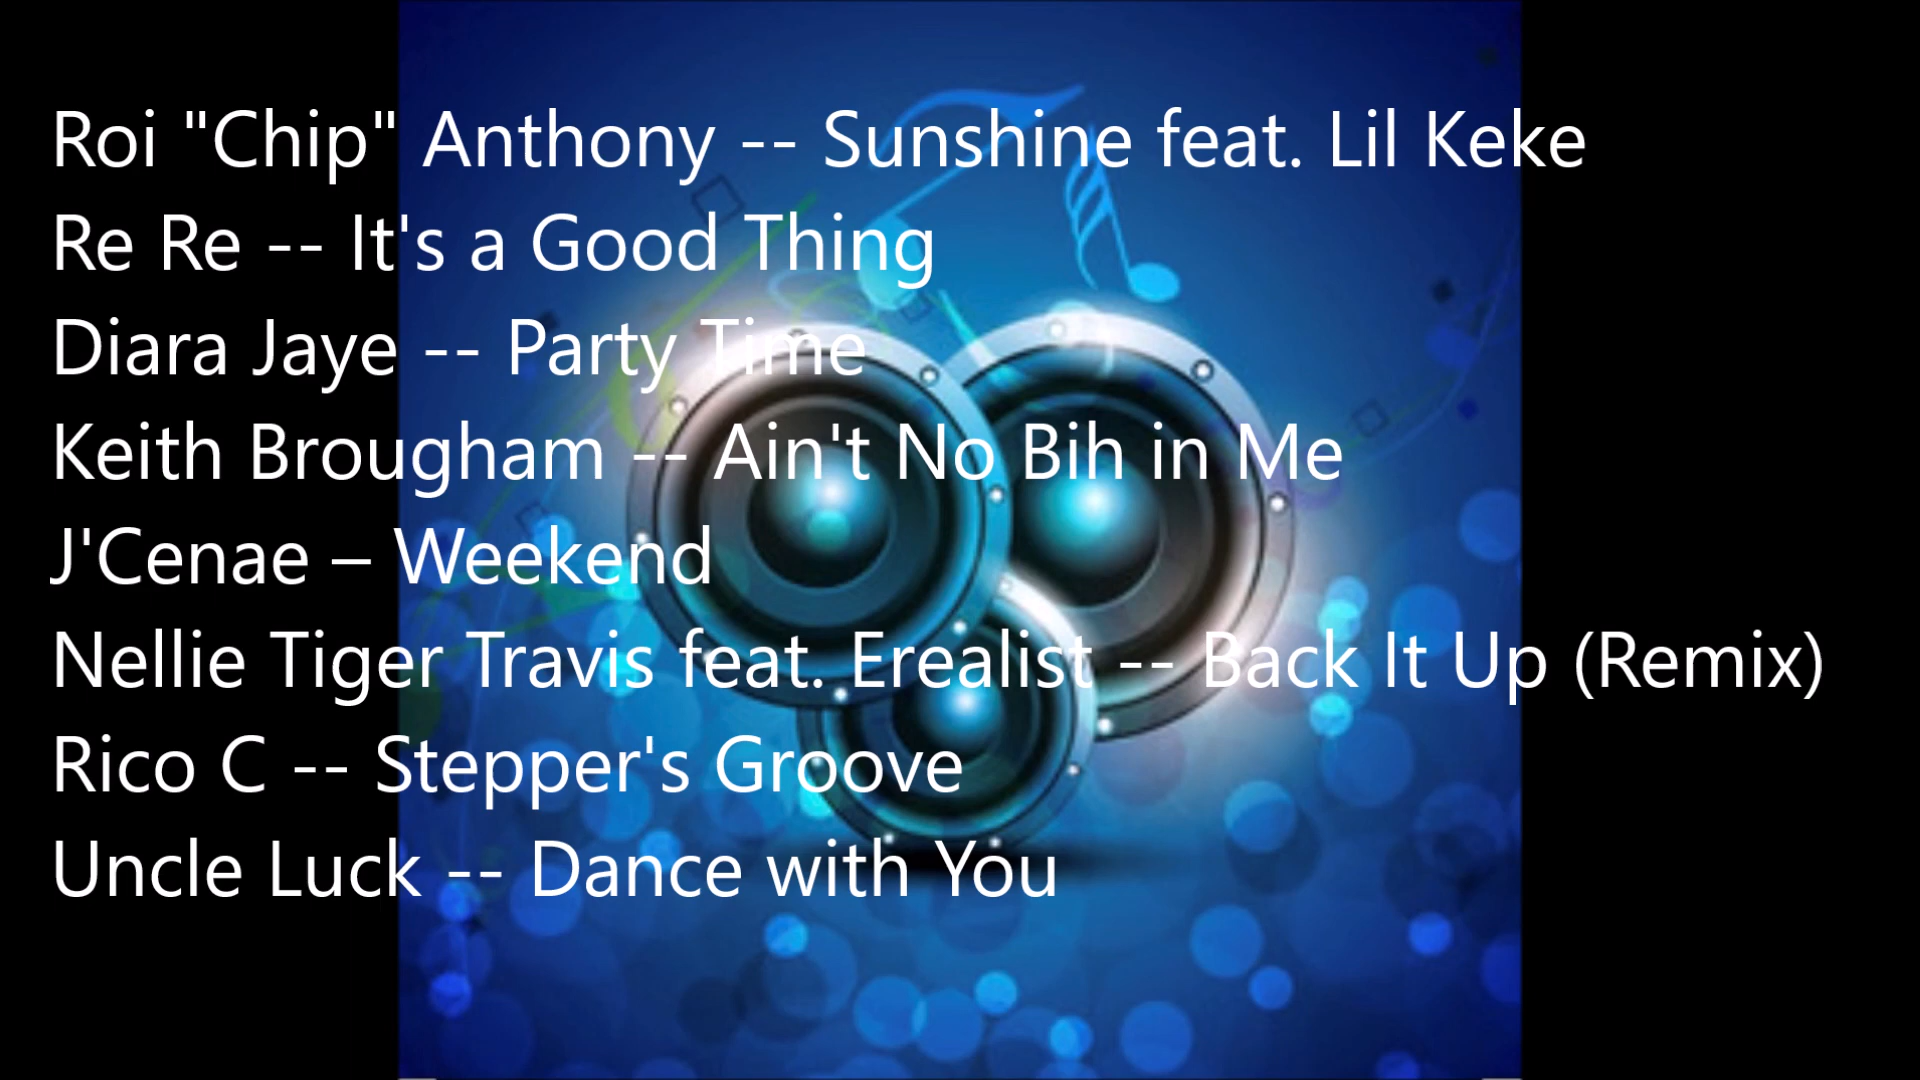 Roi "Chip" Anthony -- Sunshine feat. Lil Keke
Re Re -- It's a Good Thing
Diara Jaye -- Party Time
Keith Brougham -- Ain't No Bih in Me
J'Cenae – Weekend
Nellie Tiger Travis feat. Erealist -- Back It Up (Remix)
Rico C -- Stepper's Groove
Uncle Luck -- Dance with You